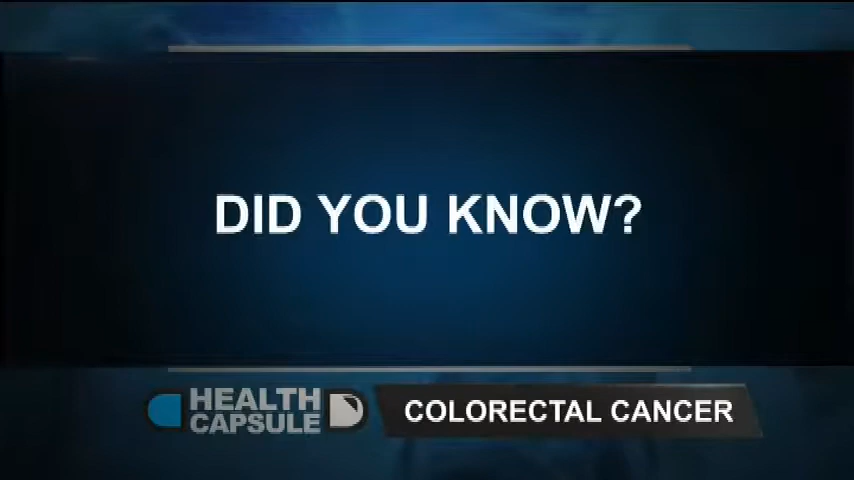 DID YOU KNOW?
HEALTH
CAPSULE
COLORECTAL CANCER